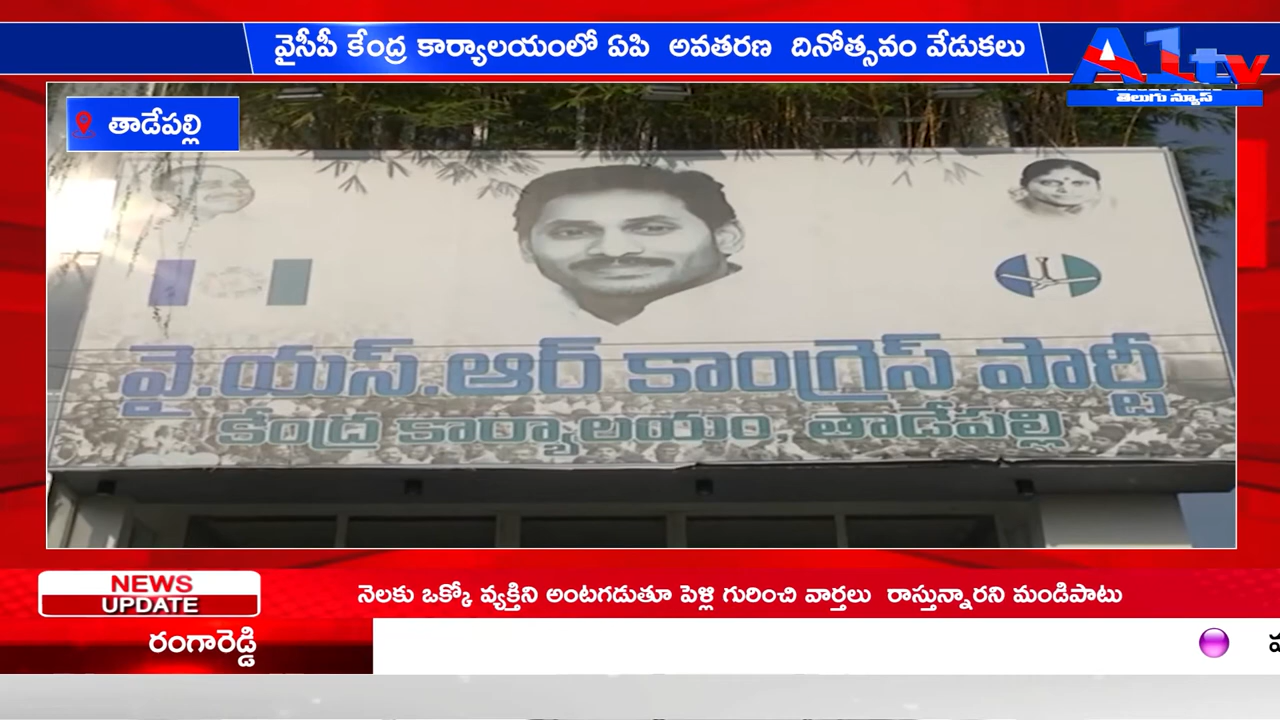 వైసీపీ కేంద్ర కార్యాలయంలో ఏపి అవతరణ దినోత్సవం వేడుకలు
A1tv
తెలుగు న్యూస్
తాడేపల్లి
వై.యస్.ఆర్ కాంగ్రెస్ పార్టీ
కేంద్ర కార్యాలయం, తాడేపల్లి
NEWS
UPDATE
నెలకు ఒక్కో వ్యక్తిని అంటగడుతూ పెళ్లి గురించి వార్తలు రాస్తున్నారని మండిపాటు
రంగారెడ్డి